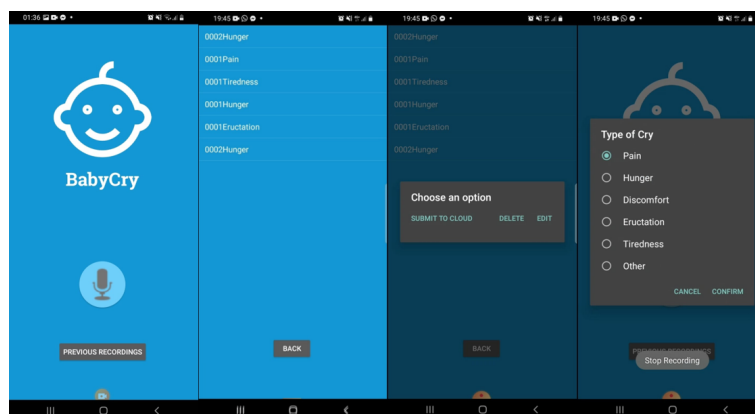 01:36
BabyCry
PREVIOUS RECORDINGS
19:45
0002Hunger
0001Pain
0001Tiredness
0001Hunger
0001Eructation
0002Hunger
BACK
19:45
0002Hunger
0001Pain
0001Tiredness
0001Hunger
0001Eructation
0002Hunger
Choose an option
SUBMIT TO CLOUD DELETE EDIT
BACK
19:45
Type of Cry
Pain
Hunger
Discomfort
Eructation
Tiredness
Other
CANCEL CONFIRM
Stop Recording